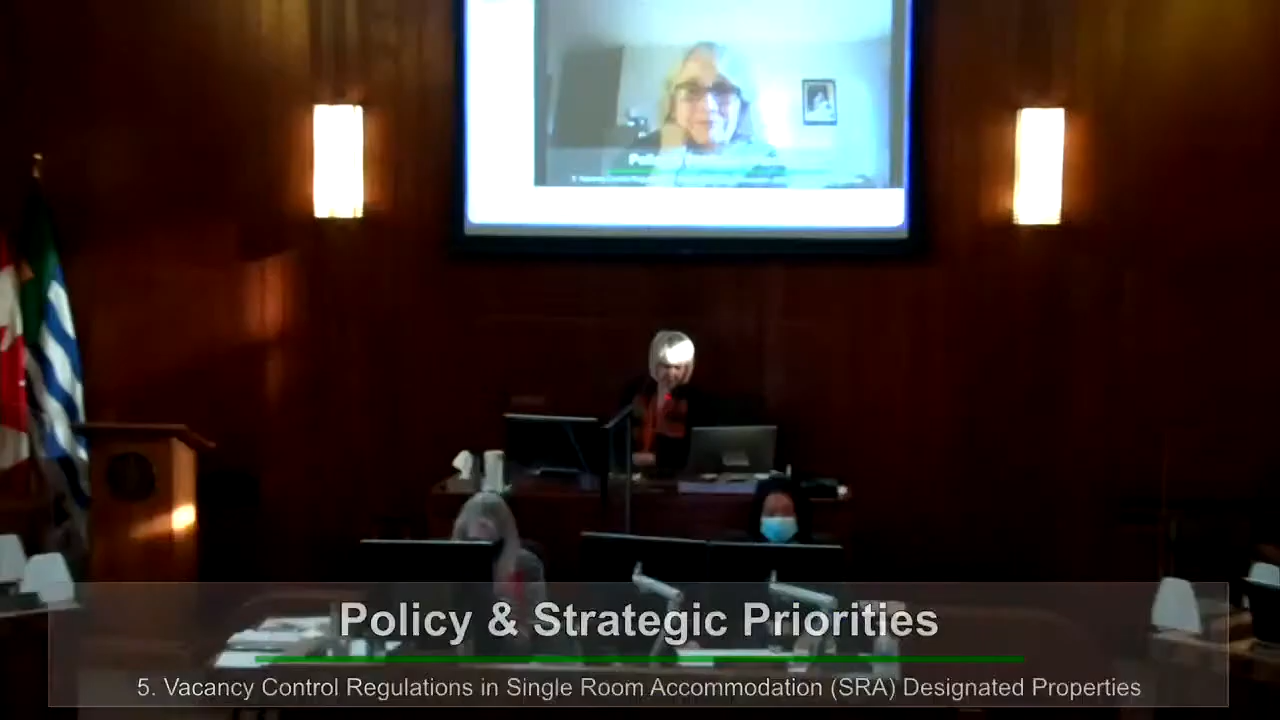 Policy & Strategic Priorities
5. Vacancy Control Regulations in Single Room Accommodation (SRA) Designated Properties